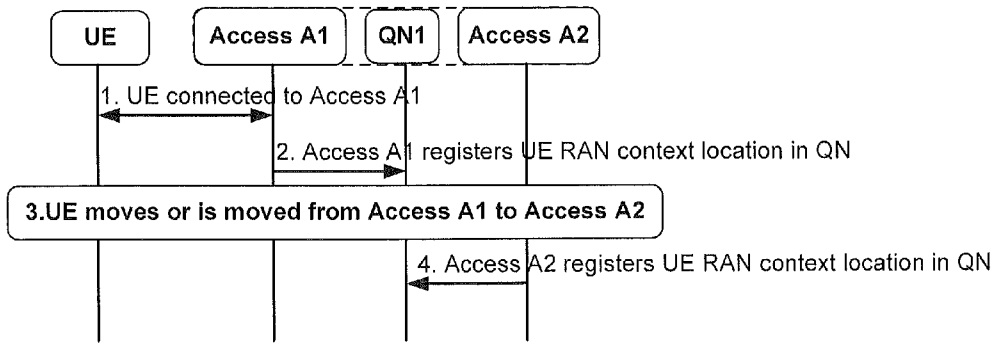 UE
Access A1
QN1
Access A2
1. UE connected to Access A1
2. Access A1 registers UE RAN context location in QN
3.UE moves or is moved from Access A1 to Access A2
4. Access A2 registers UE RAN context location in QN